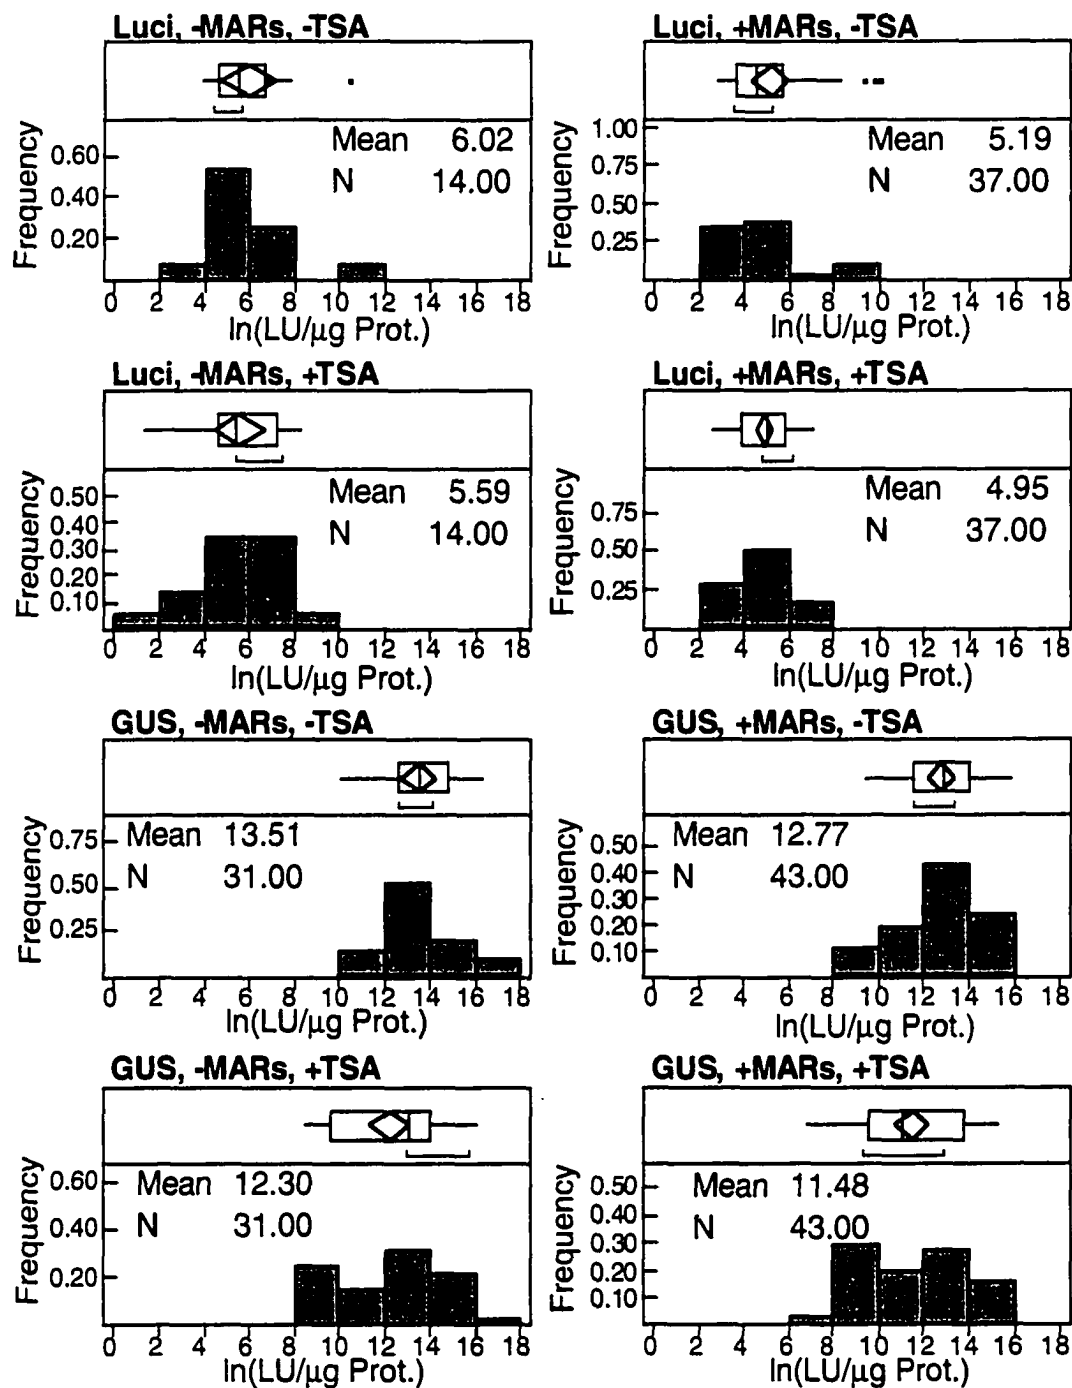 Luci, -MARs, -TSA
Mean 6.02
N 14.00
Frequency
0.60
0.40
0.20
0 2 4 6 8 10 12 14 16 18
ln(LU/µg Prot.)
Luci, +MARs, -TSA
Mean 5.19
N 37.00
Frequency
1.00
0.75
0.50
0.25
0 2 4 6 8 10 12 14 16 18
ln(LU/µg Prot.)
Luci, -MARs, +TSA
Mean 5.59
N 14.00
Frequency
0.50
0.40
0.30
0.20
0.10
0 2 4 6 8 10 12 14 16 18
ln(LU/µg Prot.)
Luci, +MARs, +TSA
Mean 4.95
N 37.00
Frequency
0.75
0.50
0.25
0 2 4 6 8 10 12 14 16 18
ln(LU/µg Prot.)
GUS, -MARs, -TSA
Mean 13.51
N 31.00
Frequency
0.75
0.50
0.25
0 2 4 6 8 10 12 14 16 18
ln(LU/µg Prot.)
GUS, +MARs, -TSA
Mean 12.77
N 43.00
Frequency
0.50
0.40
0.30
0.20
0.10
0 2 4 6 8 10 12 14 16 18
ln(LU/µg Prot.)
GUS, -MARs, +TSA
Mean 12.30
N 31.00
Frequency
0.60
0.40
0.20
0 2 4 6 8 10 12 14 16 18
ln(LU/µg Prot.)
GUS, +MARs, +TSA
Mean 11.48
N 43.00
Frequency
0.50
0.40
0.30
0.20
0.10
0 2 4 6 8 10 12 14 16 18
ln(LU/µg Prot.)